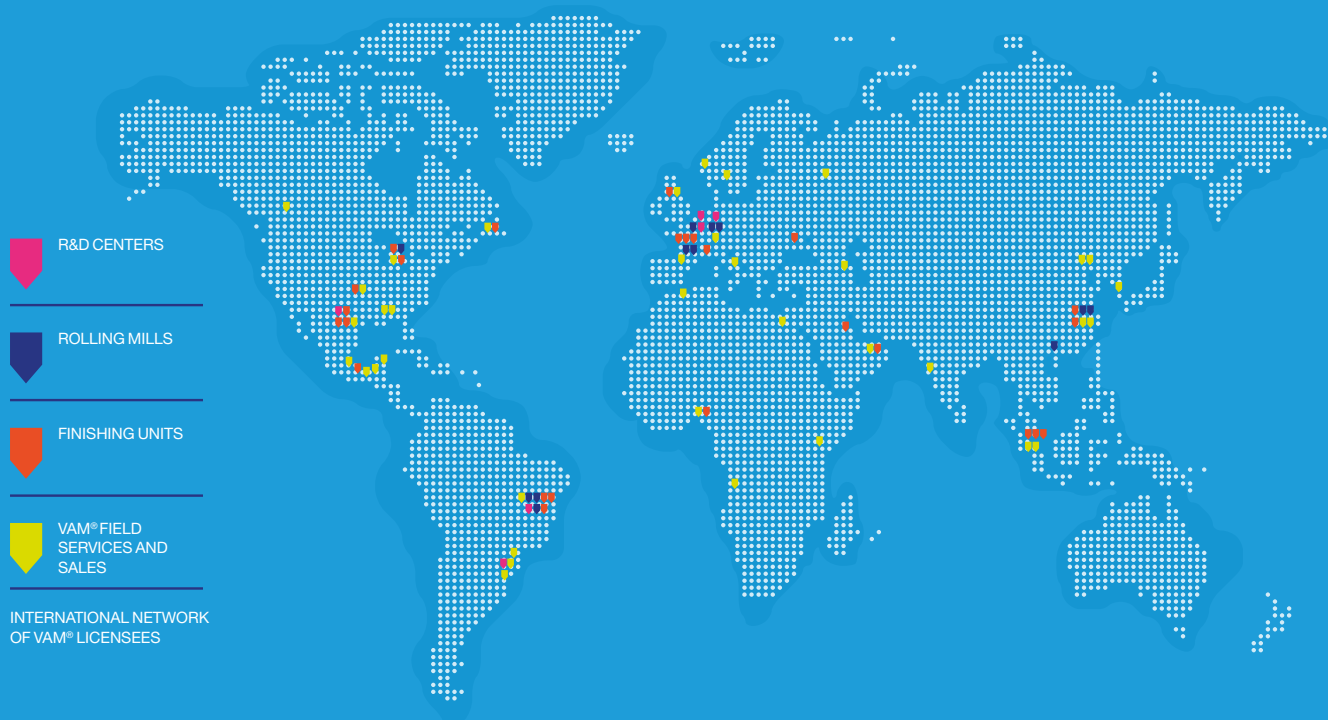 R&D CENTERS
ROLLING MILLS
FINISHING UNITS
VAM® FIELD
SERVICES AND
SALES
INTERNATIONAL NETWORK
OF VAM® LICENSEES